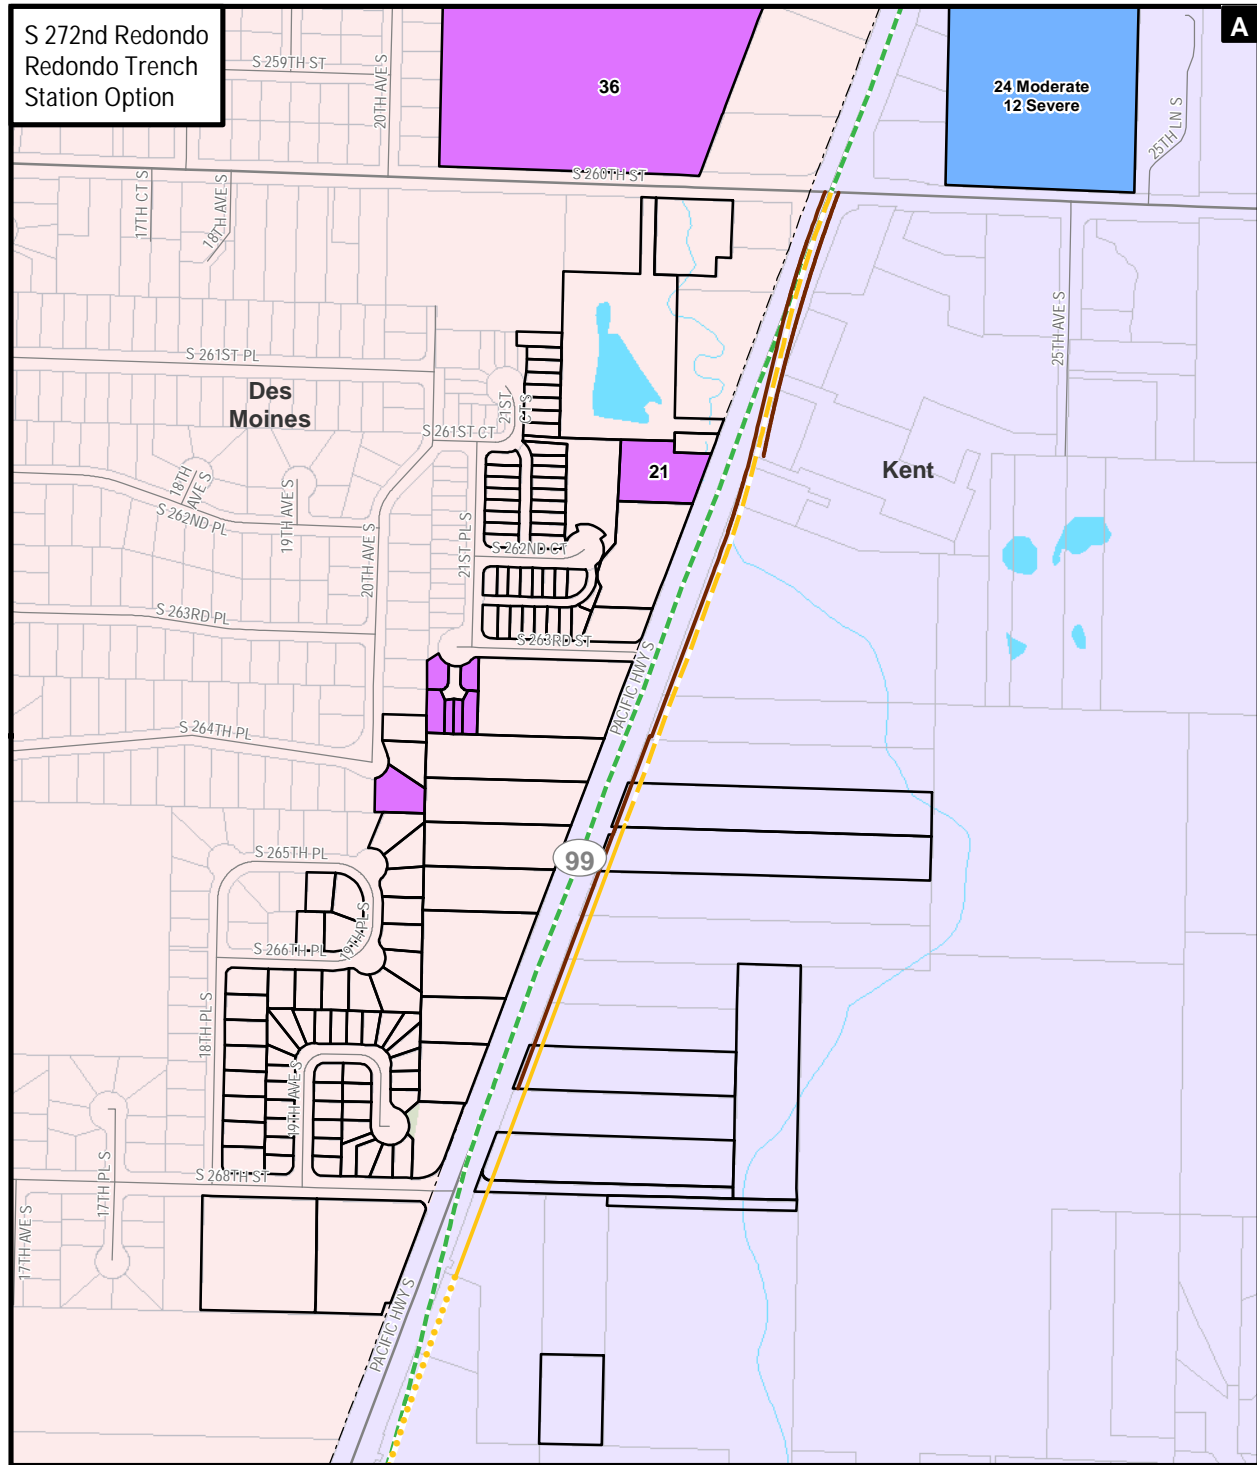 S 272nd Redondo
Redondo Trench
Station Option
A
S 259TH ST
20TH AVE S
36
24 Moderate
12 Severe
25TH LN S
S 260TH ST
17TH CT S
18TH AVE S
25TH AVE S
S 261ST PL
Des
Moines
21ST
CT S
S 261ST CT
21
Kent
18TH
AVE S
19TH AVE S
S 262ND PL
20TH AVE S
21ST PL S
S 262ND CT
S 263RD PL
S 263RD ST
PACIFIC HWY S
S 264TH PL
99
S 265TH PL
19TH PL S
S 266TH PL
18TH PL S
19TH AVE S
S 268TH ST
17TH PL S
17TH AVE S
PACIFIC HWY S